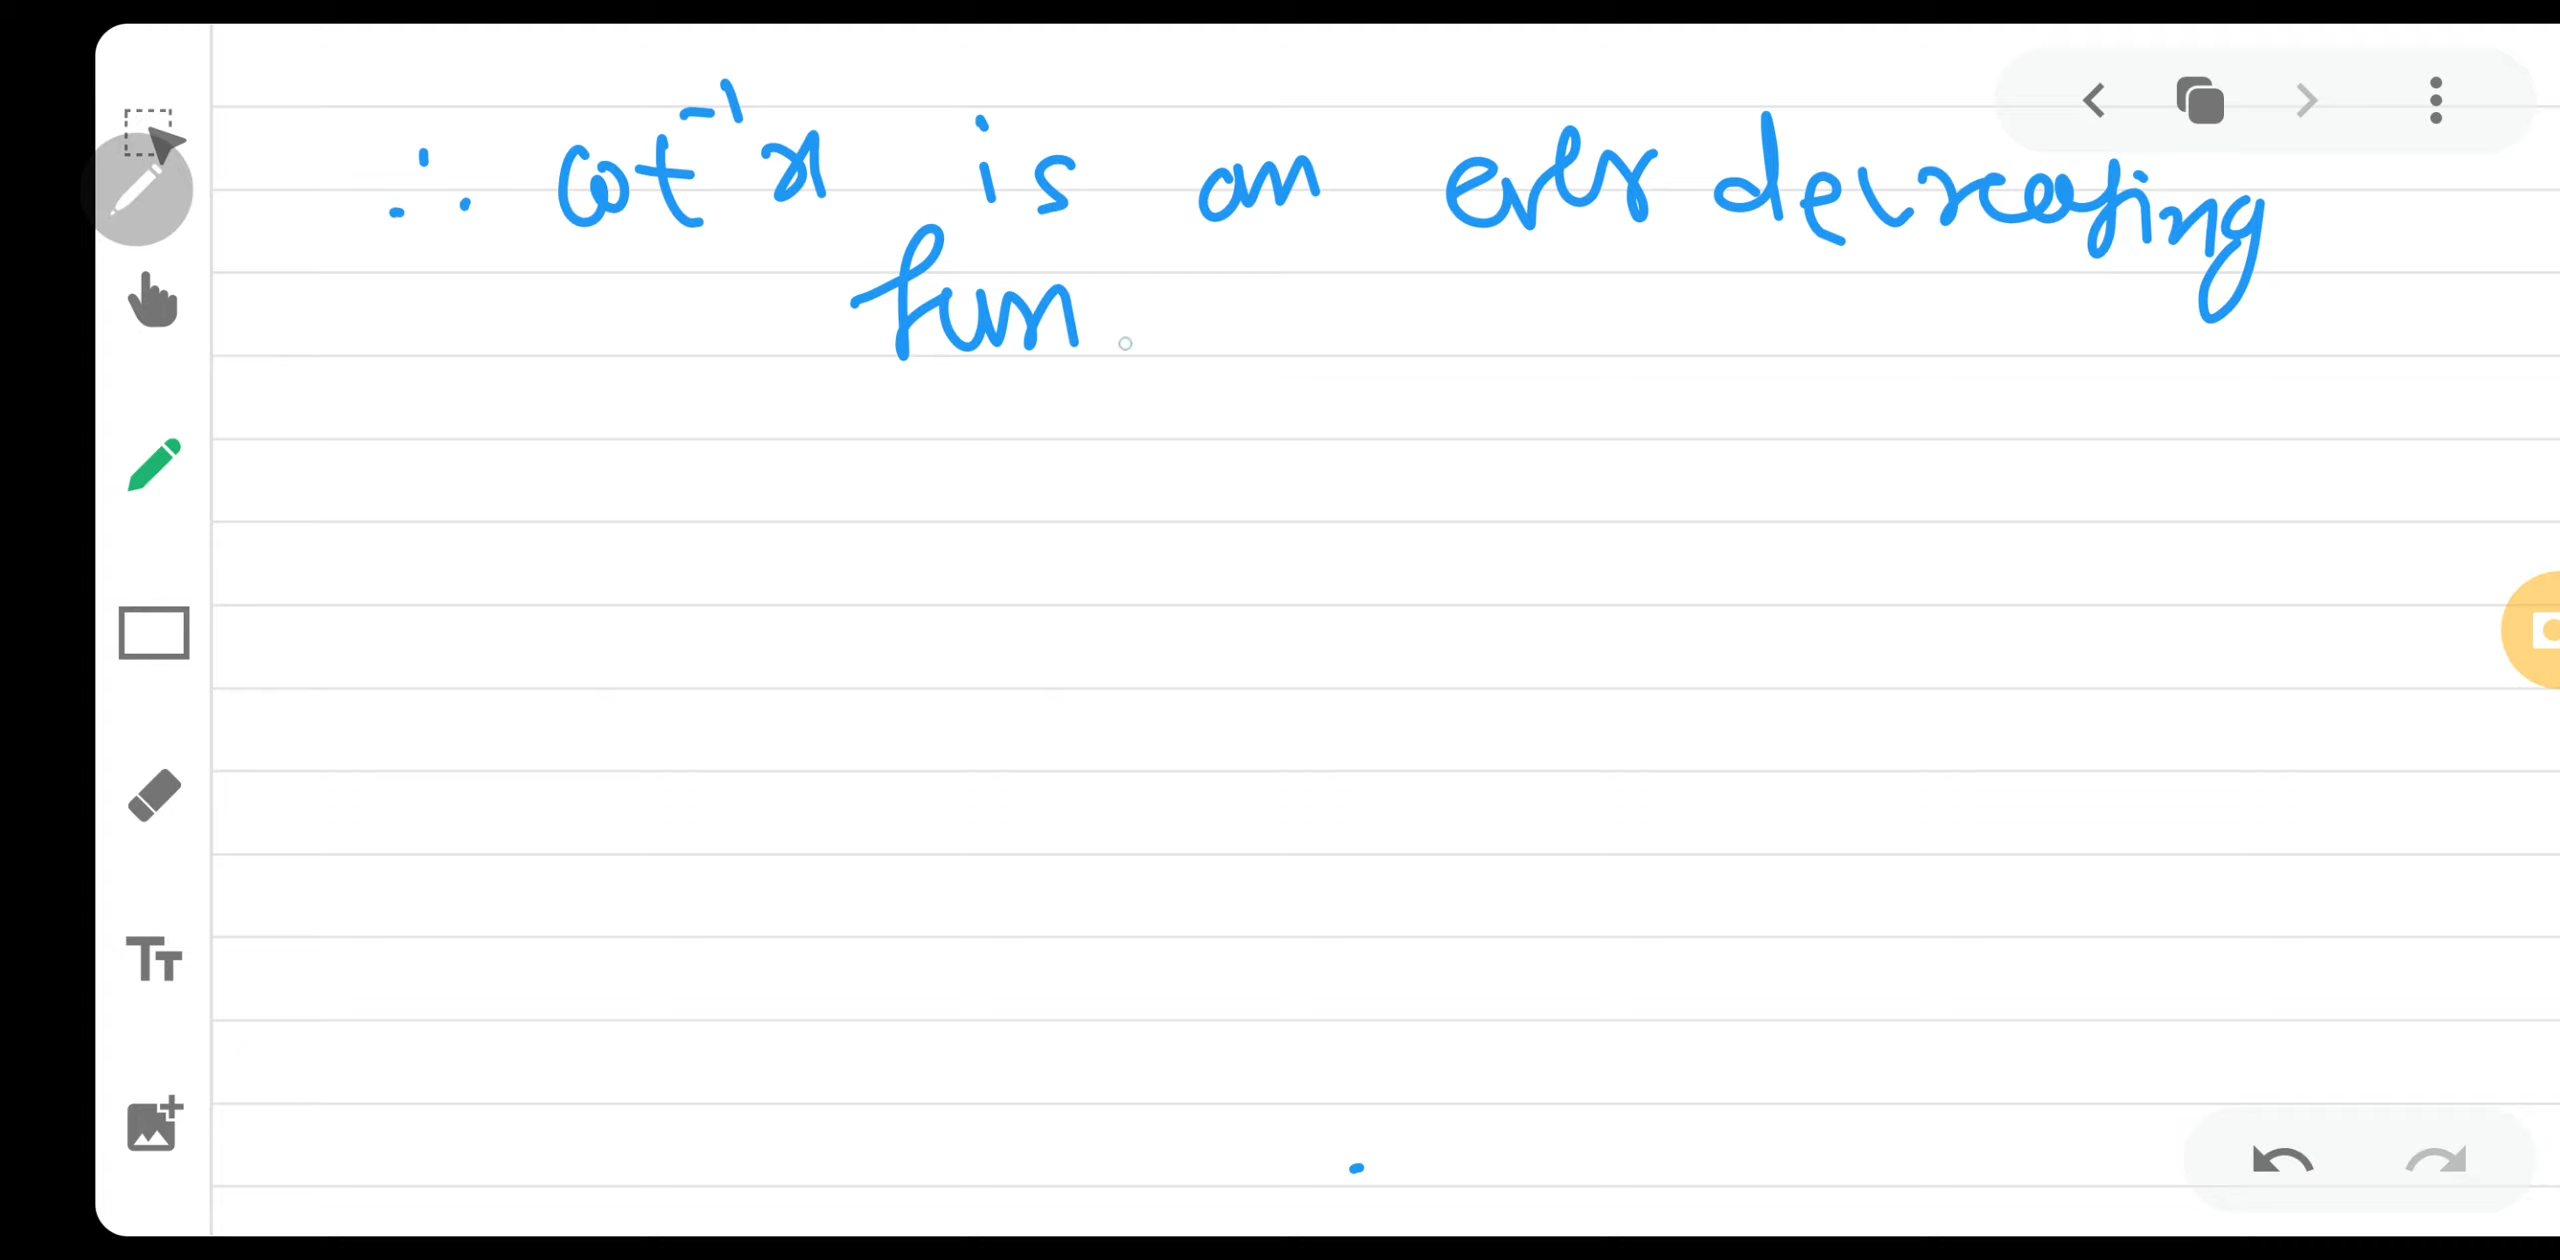 ∴ cot⁻¹x is an ever decreasing
fun.